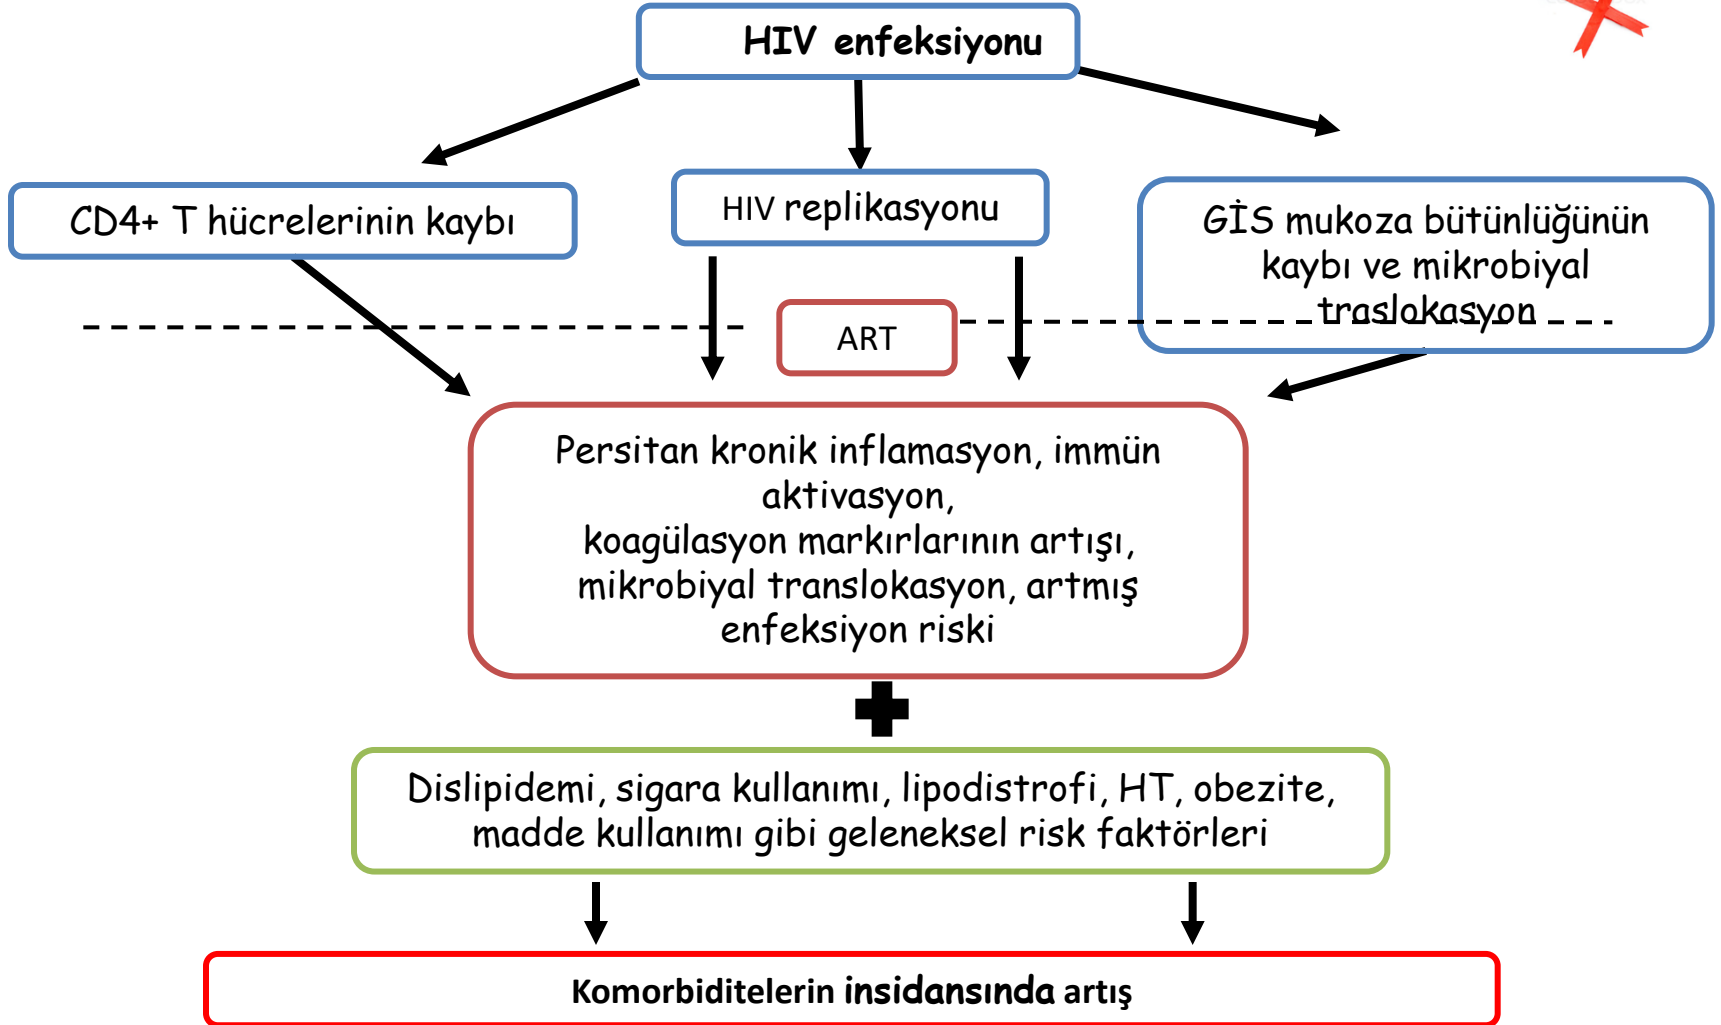 HIV enfeksiyonu
CD4+ T hücrelerinin kaybı
HIV replikasyonu
GİS mukoza bütünlüğünün
kaybı ve mikrobiyal
traslokasyon
ART
Persitan kronik inflamasyon, immün
aktivasyon,
koagülasyon markırlarının artışı,
mikrobiyal translokasyon, artmış
enfeksiyon riski
Dislipidemi, sigara kullanımı, lipodistrofi, HT, obezite,
madde kullanımı gibi geleneksel risk faktörleri
Komorbiditelerin insidansında artış